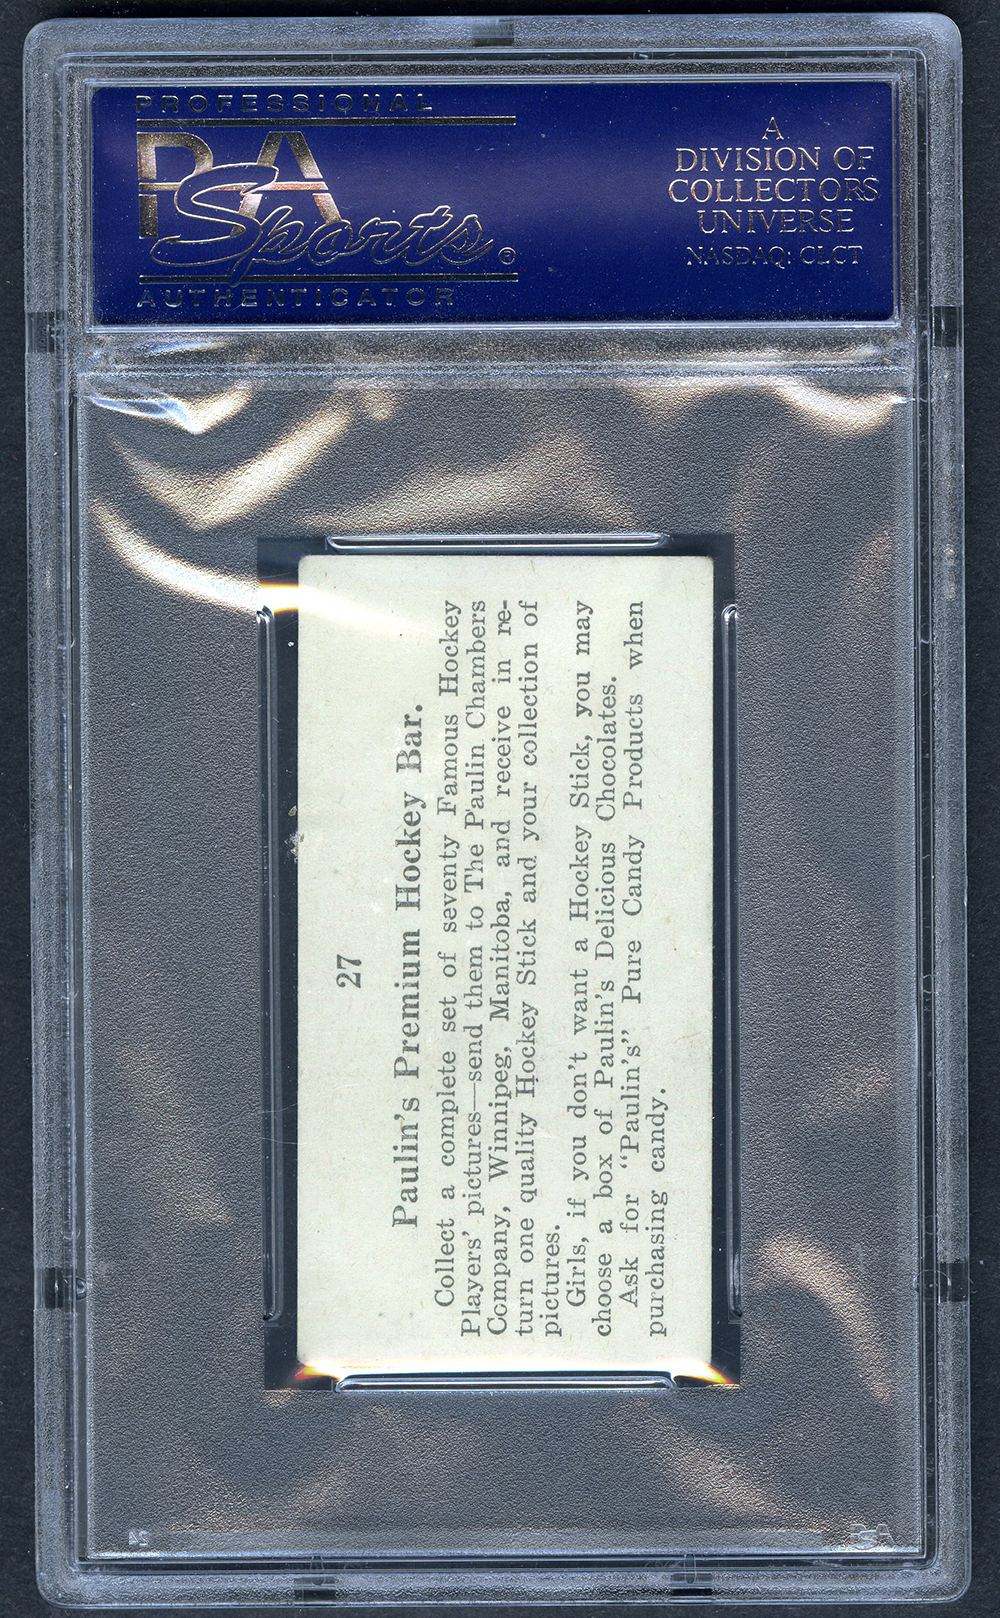 PROFESSIONAL
PSA
Sports ®
AUTHENTICATOR
A
DIVISION OF
COLLECTORS
UNIVERSE
NASDAQ: CLCT
27
Paulin's Premium Hockey Bar.
Collect a complete set of seventy Famous Hockey
Players' pictures—send them to The Paulin Chambers
Company, Winnipeg, Manitoba, and receive in re-
turn one quality Hockey Stick and your collection of
pictures.
Girls, if you don't want a Hockey Stick, you may
choose a box of Paulin's Delicious Chocolates.
Ask for "Paulin's" Pure Candy Products when
purchasing candy.
PSA